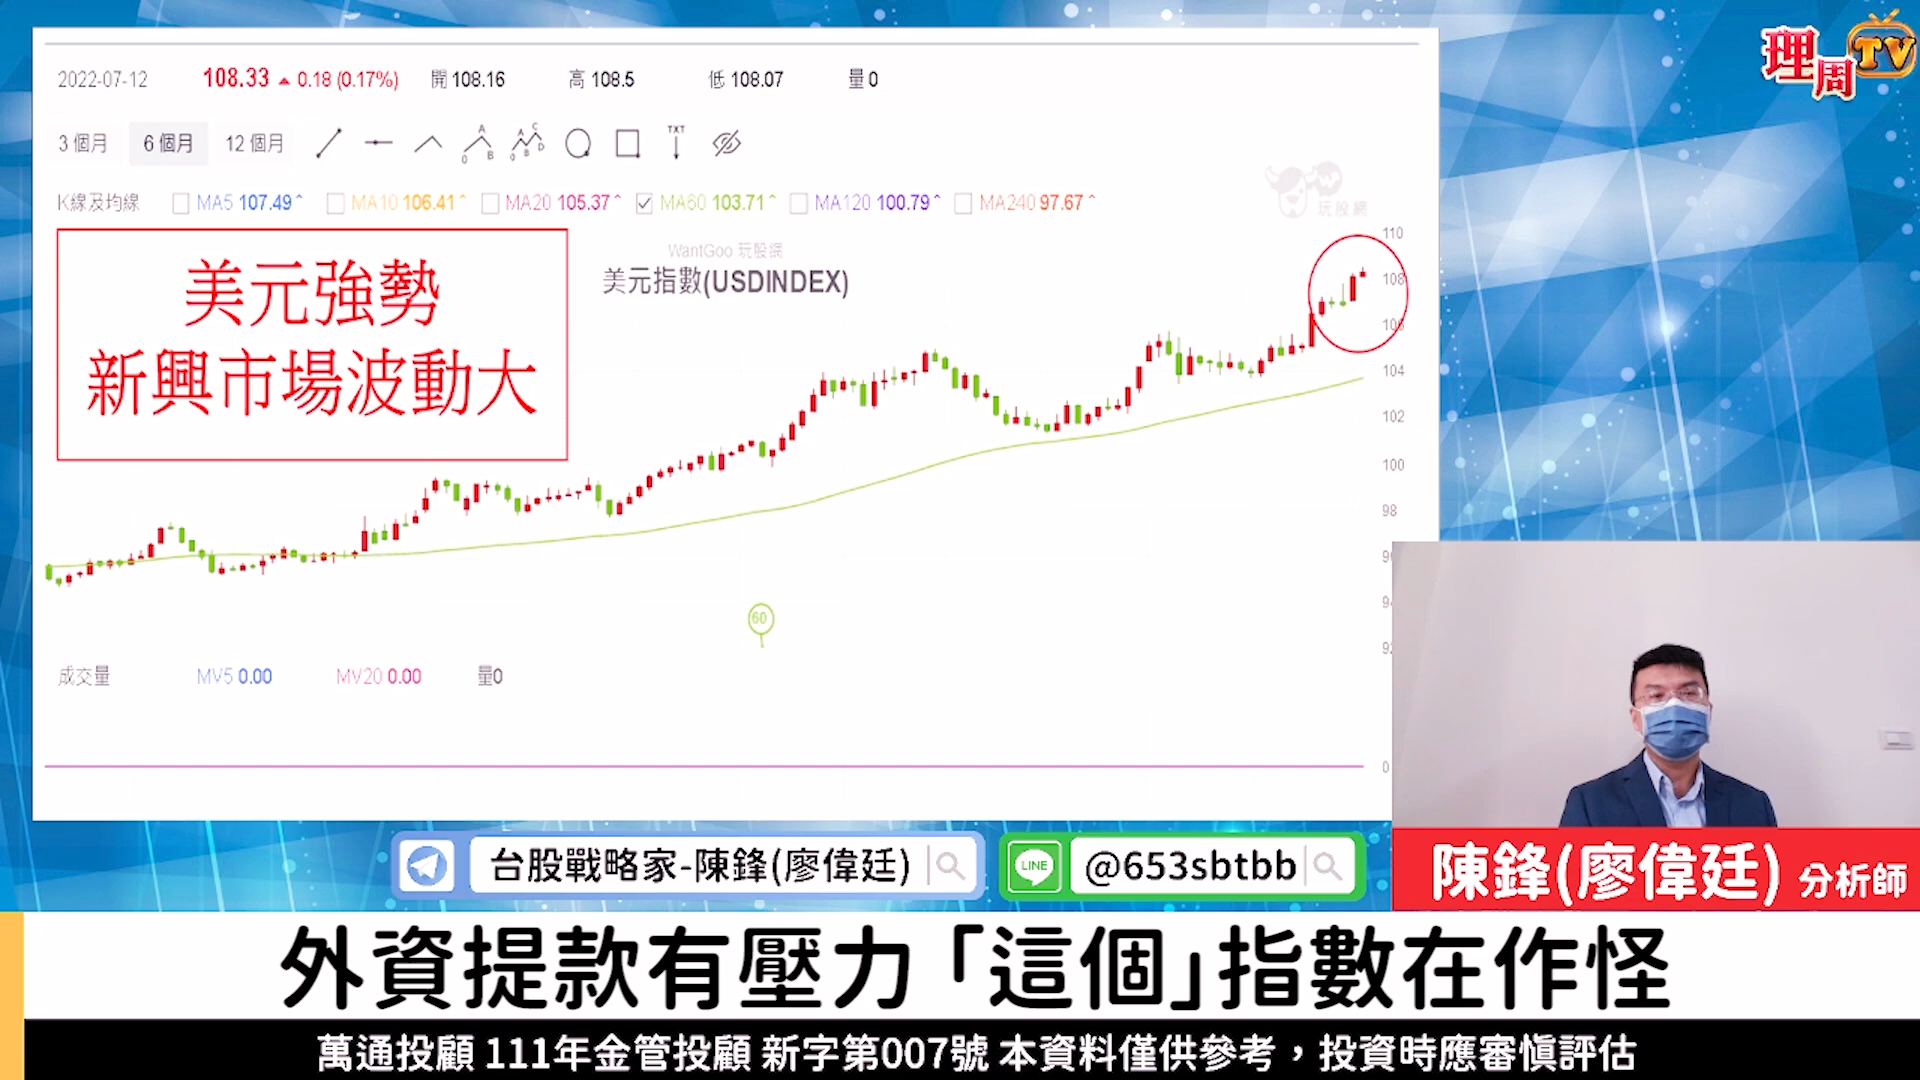 理周TV
2022-07-12 108.33 ▲ 0.18 (0.17%) 開 108.16 高 108.5 低 108.07 量 0
3 個月 6 個月 12 個月 TXT
K線及均線 MA5 107.49 MA10 106.41 MA20 105.37 MA60 103.71 MA120 100.79 MA240 97.67
玩股網
WantGoo 玩股網
美元指數(USDINDEX)
美元強勢
新興市場波動大
110
108
106
104
102
100
98
60
成交量 MV5 0.00 MV20 0.00 量0
0
台股戰略家-陳鋒(廖偉廷)
LINE @653sbtbb
陳鋒(廖偉廷) 分析師
外資提款有壓力「這個」指數在作怪
萬通投顧 111年金管投顧 新字第007號 本資料僅供參考，投資時應審慎評估